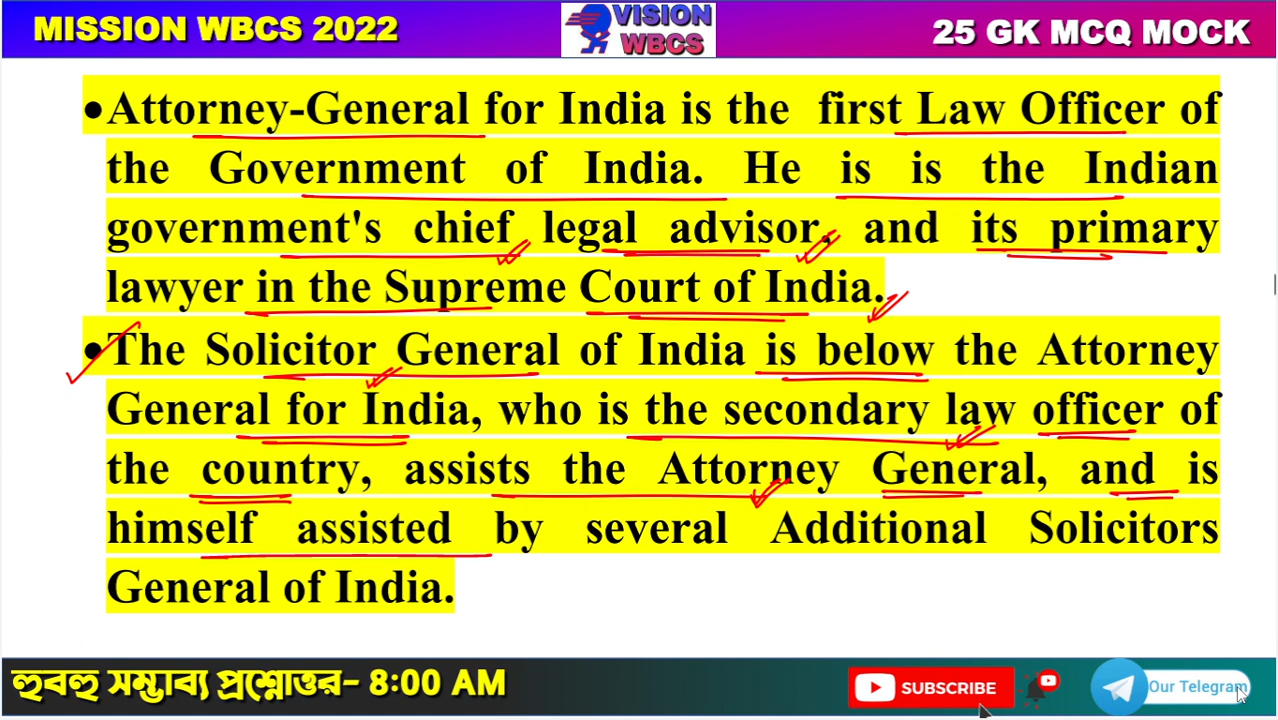 MISSION WBCS 2022
VISION
WBCS
25 GK MCQ MOCK
•Attorney-General for India is the first Law Officer of
the Government of India. He is is the Indian
government's chief legal advisor, and its primary
lawyer in the Supreme Court of India.
•The Solicitor General of India is below the Attorney
General for India, who is the secondary law officer of
the country, assists the Attorney General, and is
himself assisted by several Additional Solicitors
General of India.
হুবহু সম্ভাব্য প্রশ্নোত্তর– 8:00 AM
SUBSCRIBE
Our Telegram